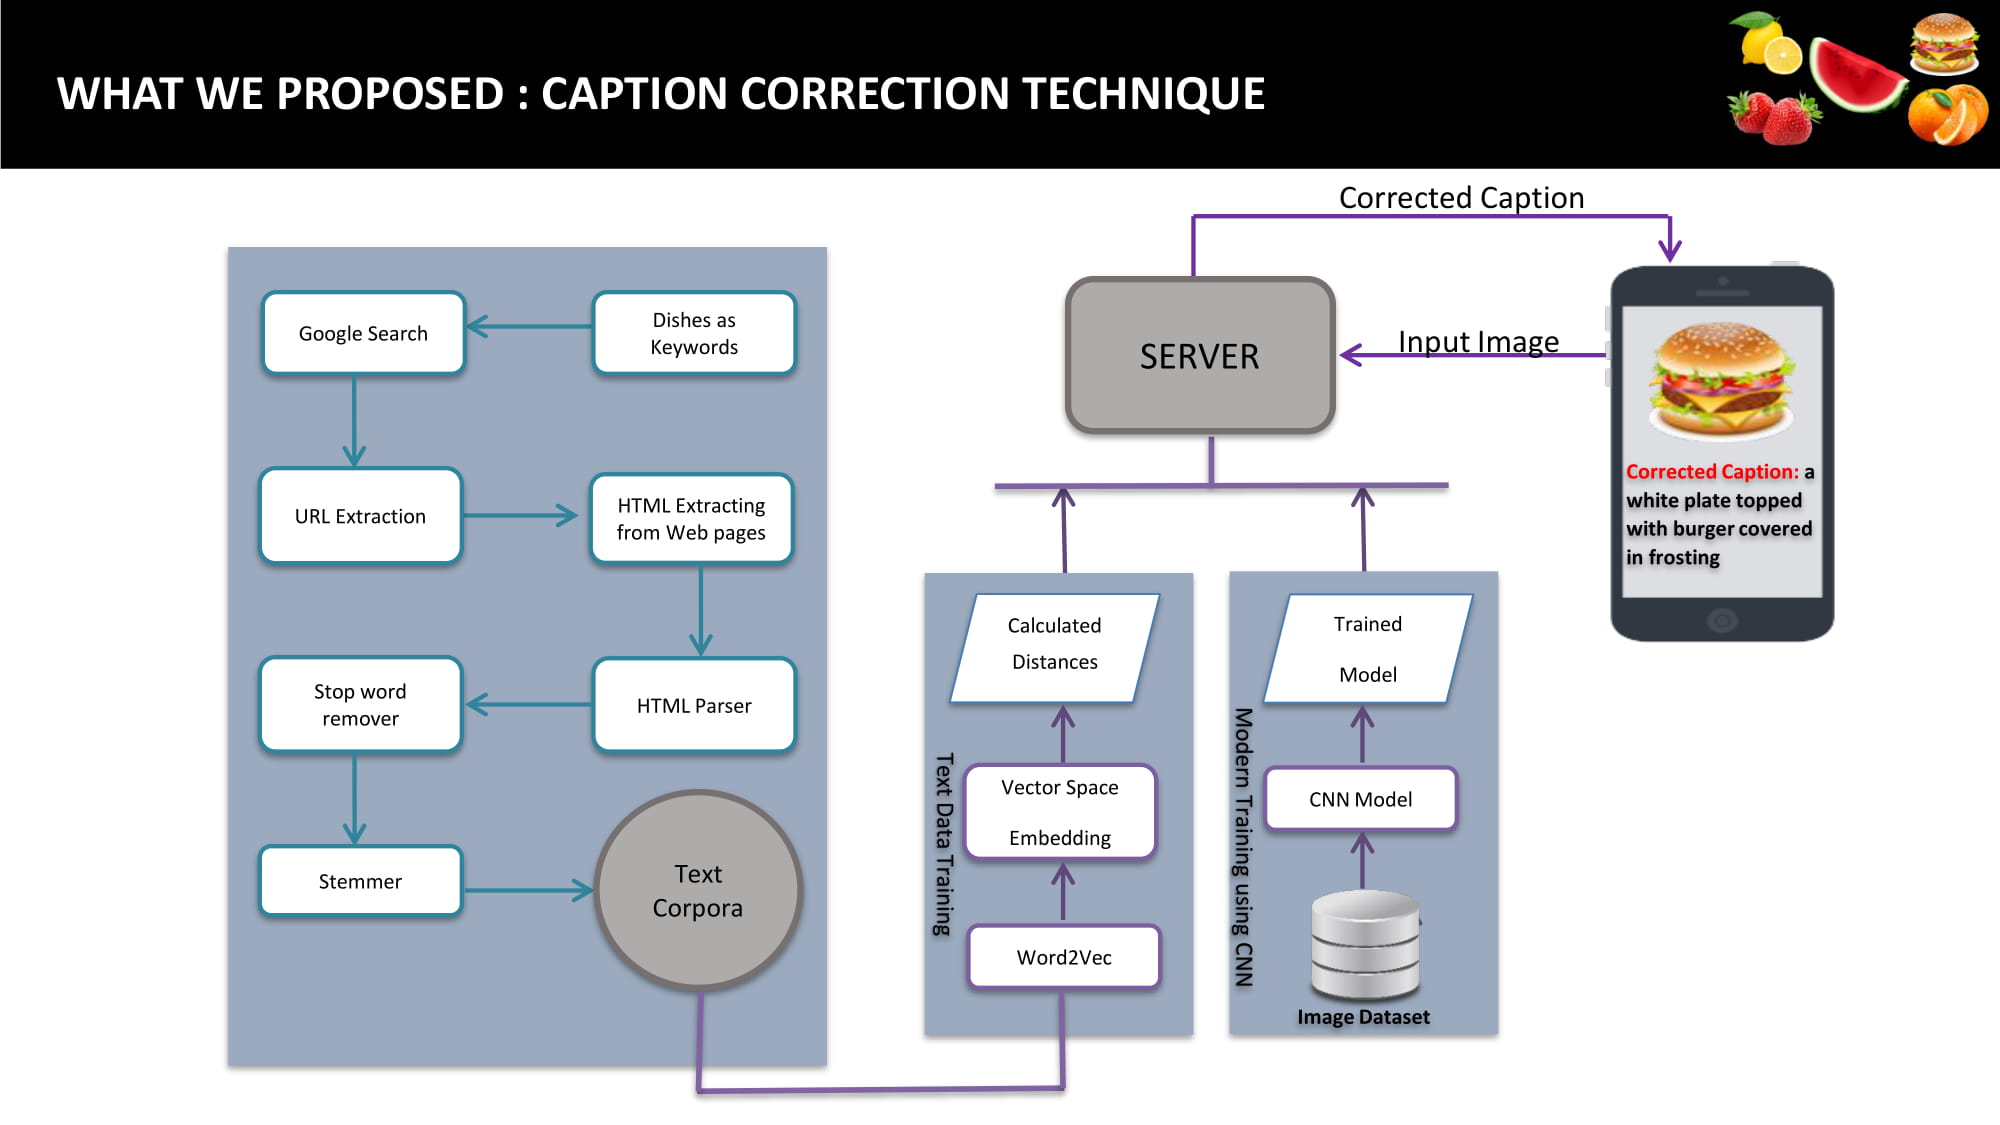 WHAT WE PROPOSED : CAPTION CORRECTION TECHNIQUE
Google Search
Dishes as
Keywords
URL Extraction
HTML Extracting
from Web pages
Stop word
remover
HTML Parser
Stemmer
Text
Corpora
Corrected Caption
SERVER
Input Image
Corrected Caption: a
white plate topped
with burger covered
in frosting
Calculated
Distances
Vector Space
Embedding
Word2Vec
Text Data Training
Trained
Model
CNN Model
Image Dataset
Modern Training using CNN